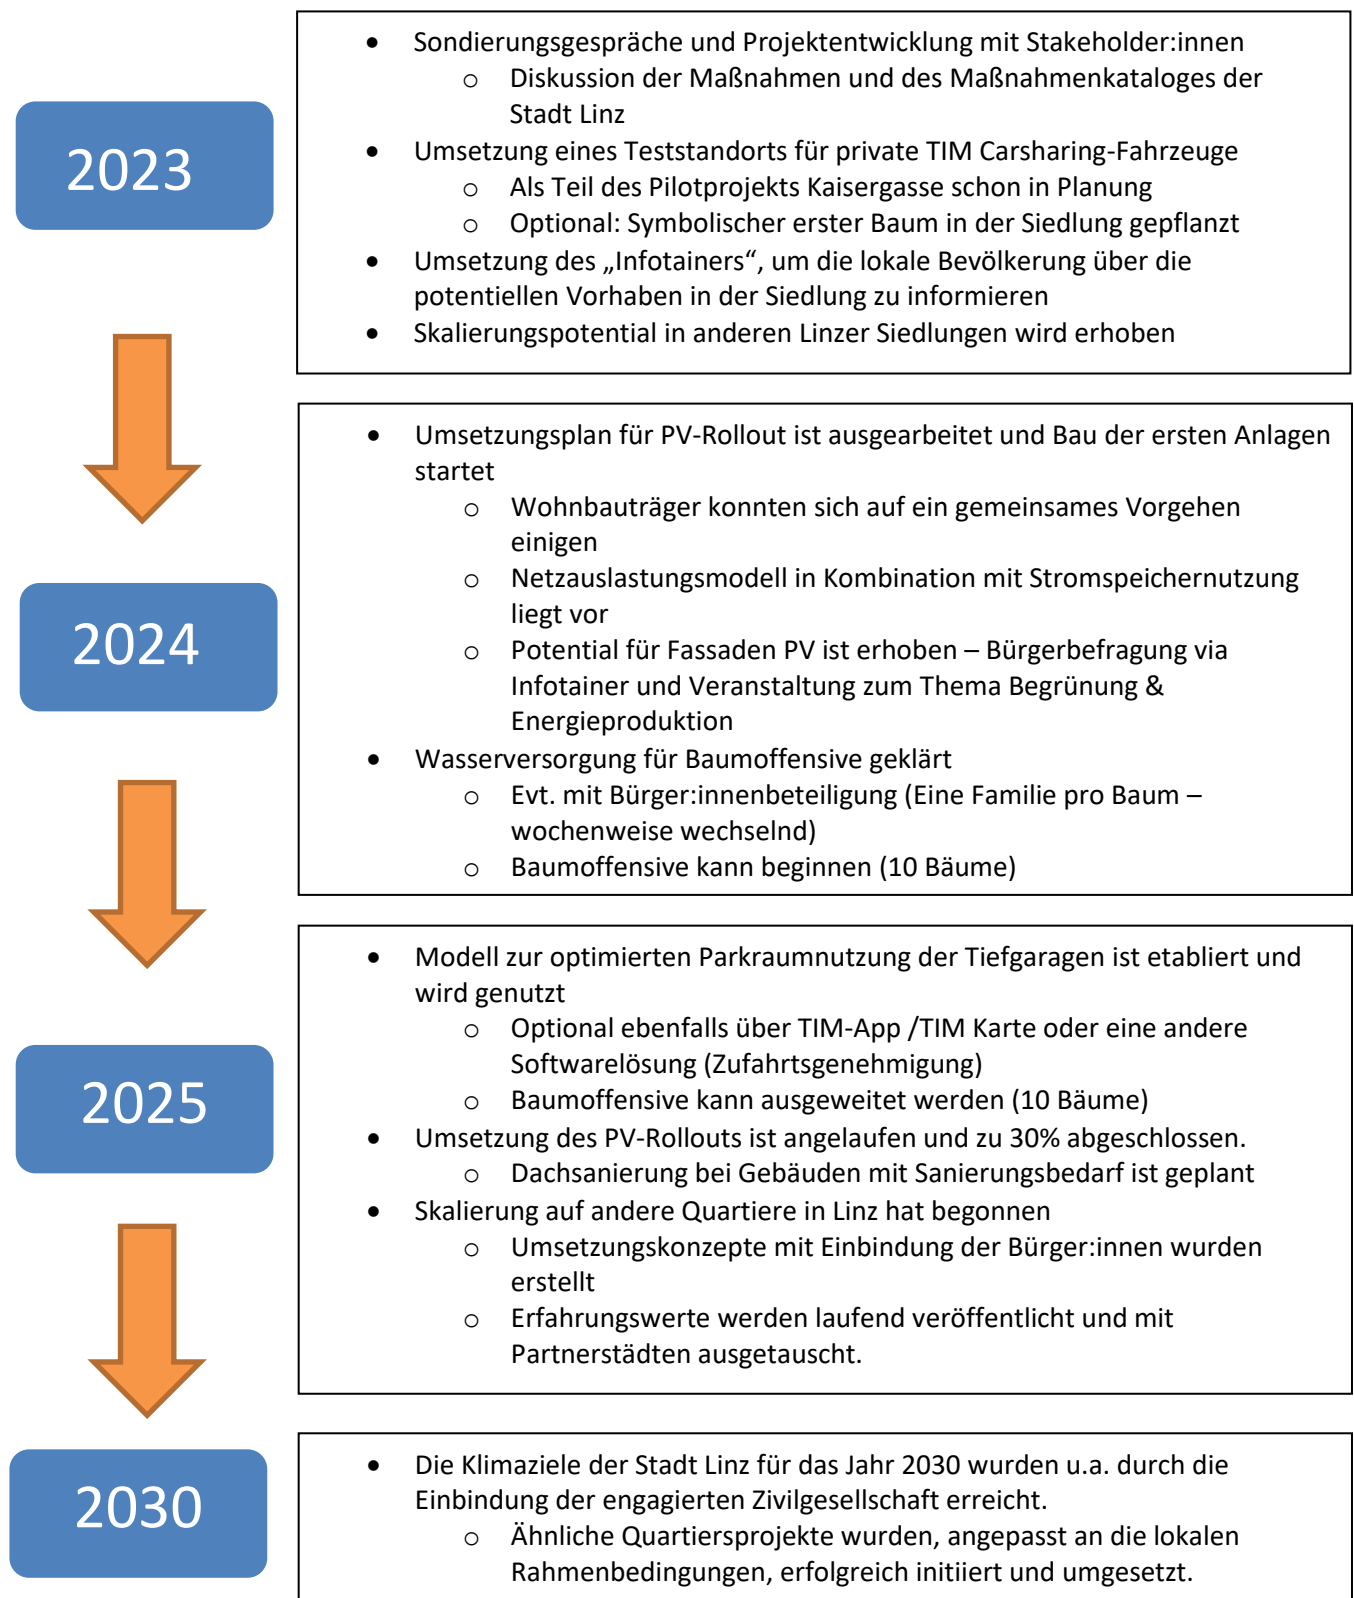 2023
• Sondierungsgespräche und Projektentwicklung mit Stakeholder:innen
o Diskussion der Maßnahmen und des Maßnahmenkataloges der
Stadt Linz
• Umsetzung eines Teststandorts für private TIM Carsharing-Fahrzeuge
o Als Teil des Pilotprojekts Kaisergasse schon in Planung
o Optional: Symbolischer erster Baum in der Siedlung gepflanzt
• Umsetzung des „Infotainers“, um die lokale Bevölkerung über die
potentiellen Vorhaben in der Siedlung zu informieren
• Skalierungspotential in anderen Linzer Siedlungen wird erhoben
2024
• Umsetzungsplan für PV-Rollout ist ausgearbeitet und Bau der ersten Anlagen
startet
o Wohnbauträger konnten sich auf ein gemeinsames Vorgehen
einigen
o Netzauslastungsmodell in Kombination mit Stromspeichernutzung
liegt vor
o Potential für Fassaden PV ist erhoben – Bürgerbefragung via
Infotainer und Veranstaltung zum Thema Begrünung &
Energieproduktion
• Wasserversorgung für Baumoffensive geklärt
o Evt. mit Bürger:innenbeteiligung (Eine Familie pro Baum –
wochenweise wechselnd)
o Baumoffensive kann beginnen (10 Bäume)
2025
• Modell zur optimierten Parkraumnutzung der Tiefgaragen ist etabliert und
wird genutzt
o Optional ebenfalls über TIM-App /TIM Karte oder eine andere
Softwarelösung (Zufahrtsgenehmigung)
o Baumoffensive kann ausgeweitet werden (10 Bäume)
• Umsetzung des PV-Rollouts ist angelaufen und zu 30% abgeschlossen.
o Dachsanierung bei Gebäuden mit Sanierungsbedarf ist geplant
• Skalierung auf andere Quartiere in Linz hat begonnen
o Umsetzungskonzepte mit Einbindung der Bürger:innen wurden
erstellt
o Erfahrungswerte werden laufend veröffentlicht und mit
Partnerstädten ausgetauscht.
2030
• Die Klimaziele der Stadt Linz für das Jahr 2030 wurden u.a. durch die
Einbindung der engagierten Zivilgesellschaft erreicht.
o Ähnliche Quartiersprojekte wurden, angepasst an die lokalen
Rahmenbedingungen, erfolgreich initiiert und umgesetzt.